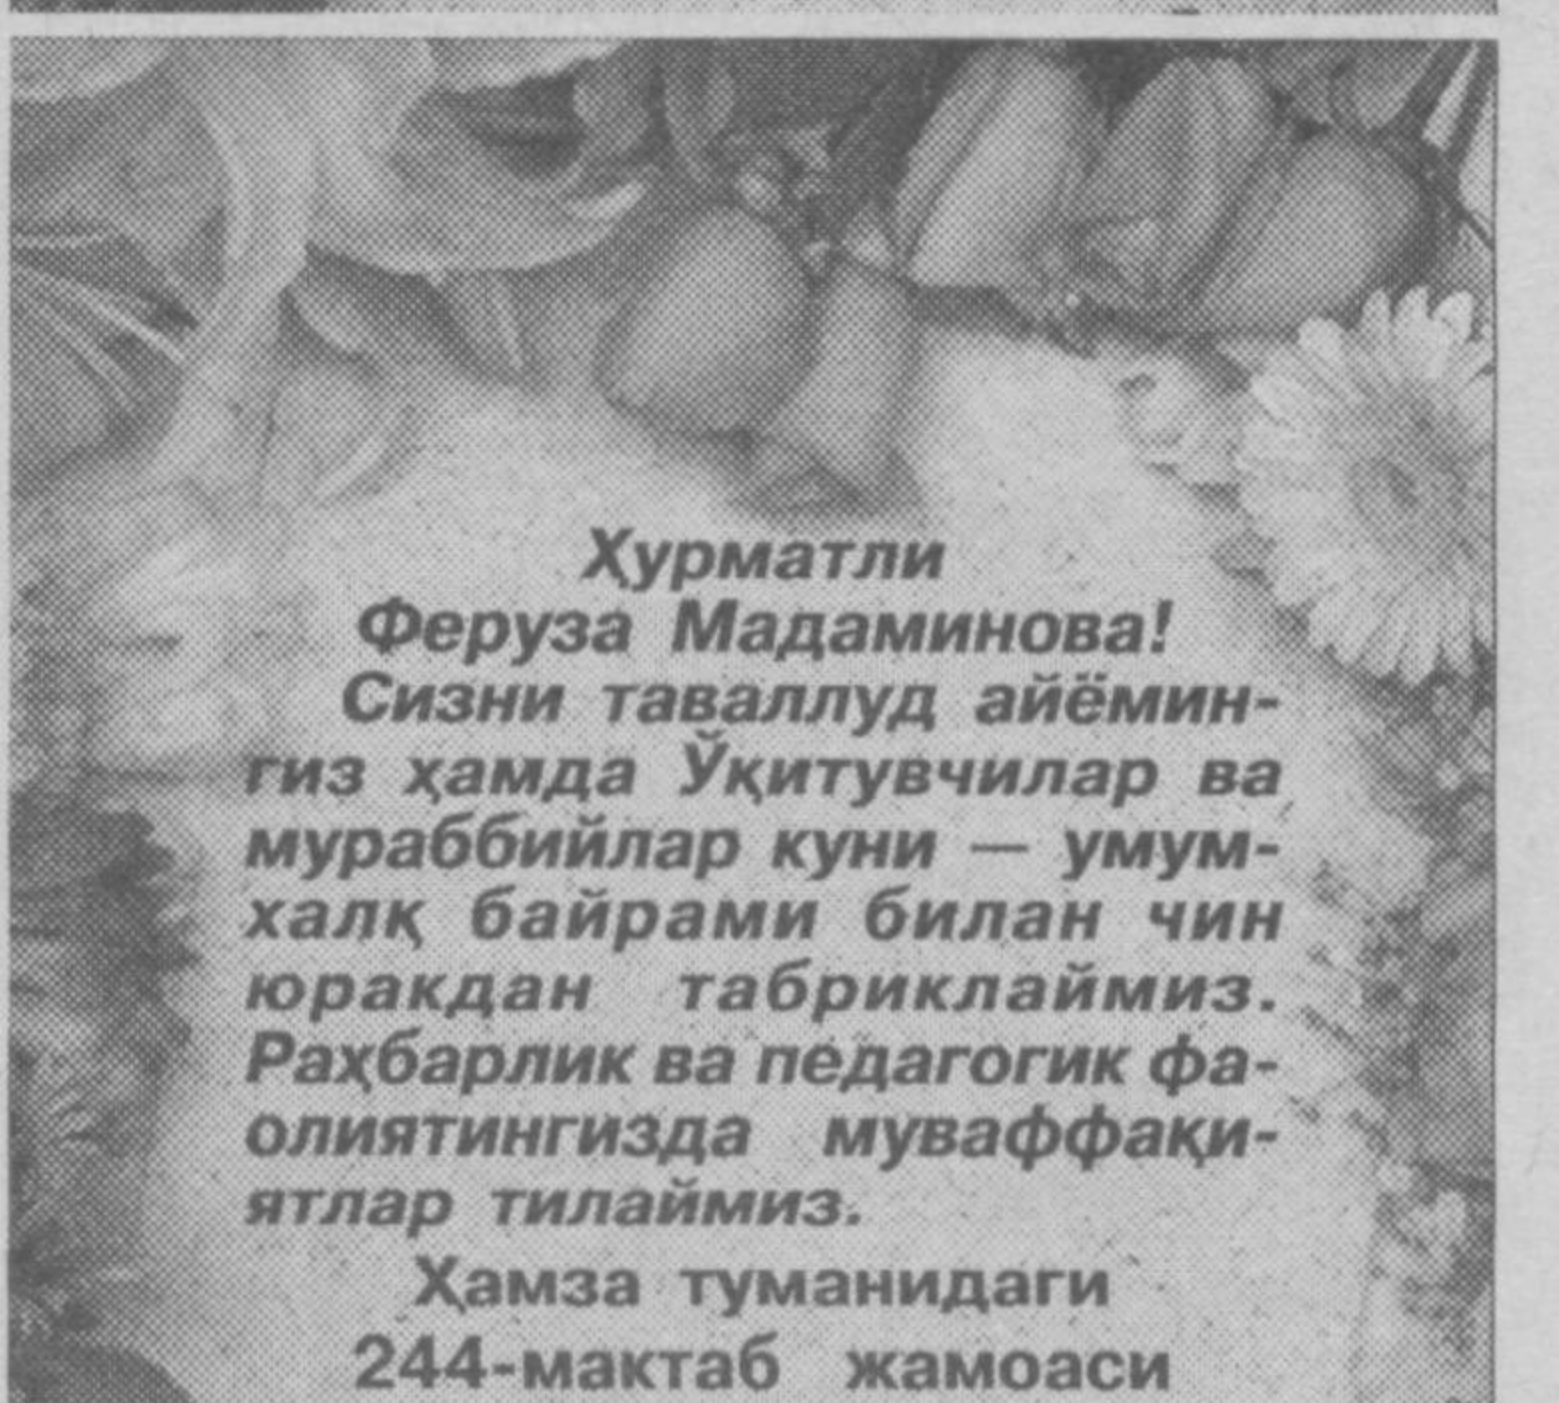 Ҳурматли
Феруза Мадаминова!
Сизни таваллуд айёмин-
гиз ҳамда Ўқитувчилар ва
мураббийлар куни — умум-
халқ байрами билан чин
юракдан табриклаймиз.
Раҳбарлик ва педагогик фа-
олиятингизда муваффақи-
ятлар тилаймиз.
Ҳамза туманидаги
244-мактаб жамоаси